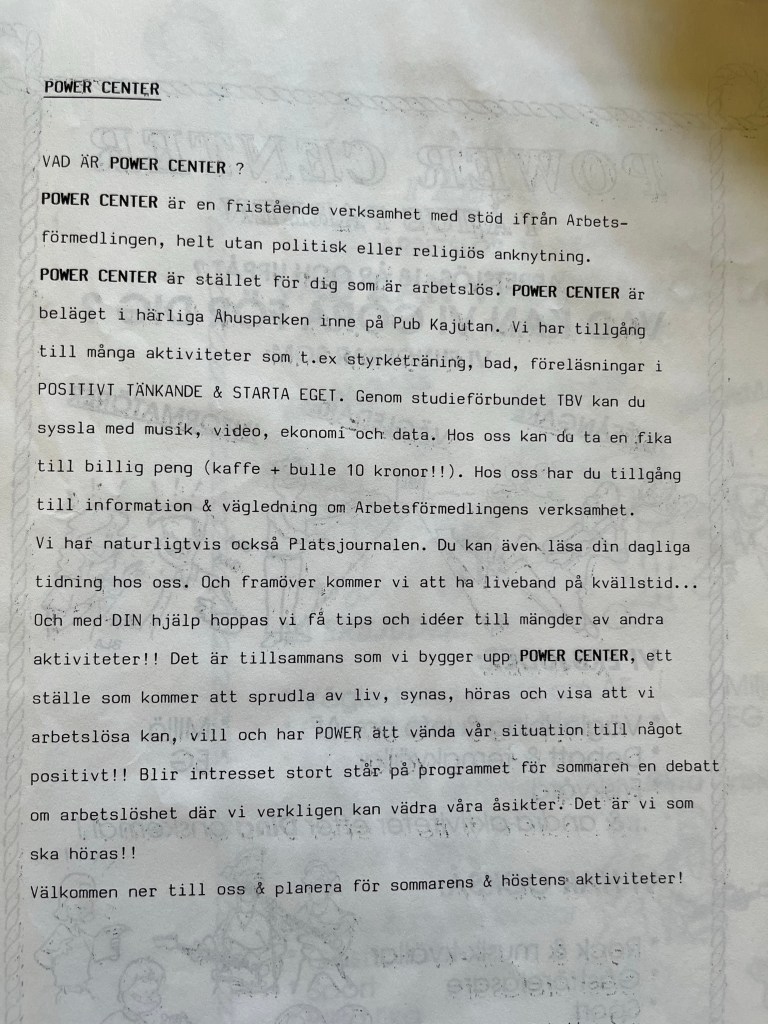 POWER CENTER
VAD ÄR POWER CENTER ?
POWER CENTER är en fristående verksamhet med stöd ifrån Arbets-
förmedlingen, helt utan politisk eller religiös anknytning.
POWER CENTER är stället för dig som är arbetslös. POWER CENTER är
beläget i härliga Åhusparken inne på Pub Kajutan. Vi har tillgång
till många aktiviteter som t.ex styrketräning, bad, föreläsningar i
POSITIVT TÄNKANDE & STARTA EGET. Genom studieförbundet TBV kan du
syssla med musik, video, ekonomi och data. Hos oss kan du ta en fika
till billig peng (kaffe + bulle 10 kronor!!). Hos oss har du tillgång
till information & vägledning om Arbetsförmedlingens verksamhet.
Vi har naturligtvis också Platsjournalen. Du kan även läsa din dagliga
tidning hos oss. Och framöver kommer vi att ha liveband på kvällstid...
Och med DIN hjälp hoppas vi få tips och idéer till mängder av andra
aktiviteter!! Det är tillsammans som vi bygger upp POWER CENTER, ett
ställe som kommer att sprudla av liv, synas, höras och visa att vi
arbetslösa kan, vill och har POWER att vända vår situation till något
positivt!! Blir intresset stort står på programmet för sommaren en debatt
om arbetslöshet där vi verkligen kan vädra våra åsikter. Det är vi som
ska höras!!
Välkommen ner till oss & planera för sommarens & höstens aktiviteter!